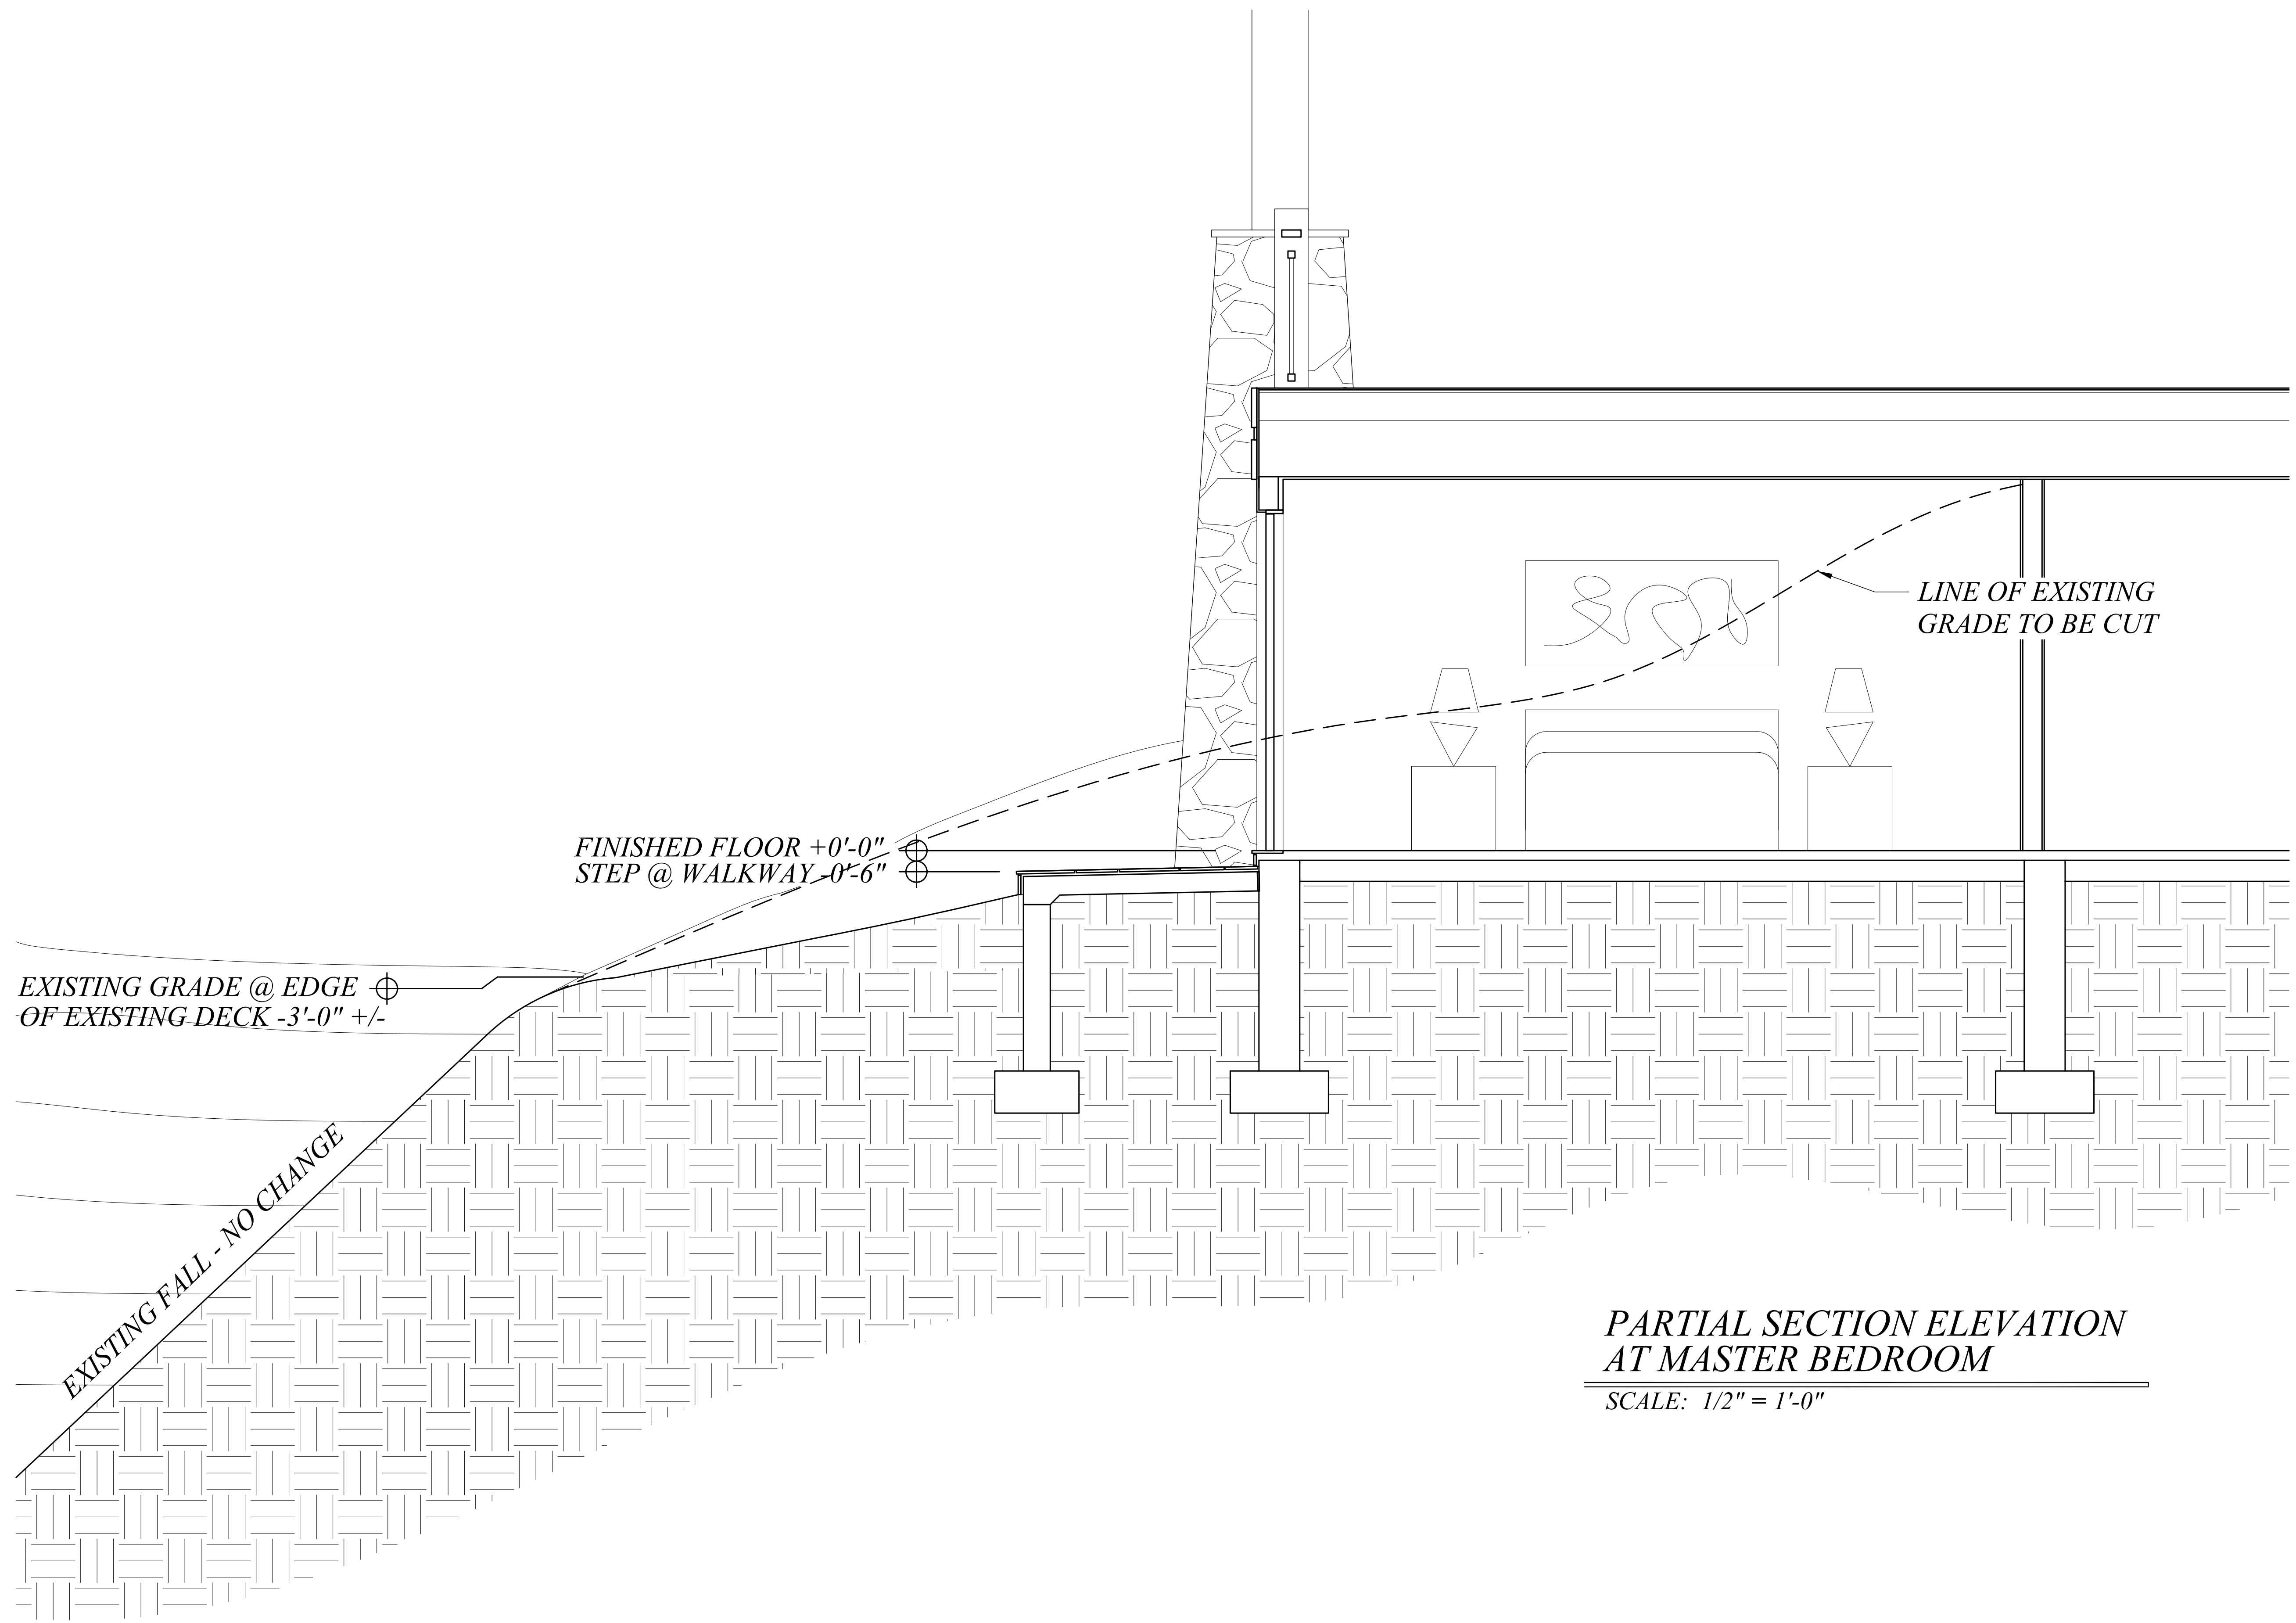 LINE OF EXISTING
GRADE TO BE CUT
FINISHED FLOOR +0'-0"
STEP @ WALKWAY -0'-6"
EXISTING GRADE @ EDGE
OF EXISTING DECK -3'-0" +/-
EXISTING FALL - NO CHANGE
PARTIAL SECTION ELEVATION
AT MASTER BEDROOM
SCALE: 1/2" = 1'-0"